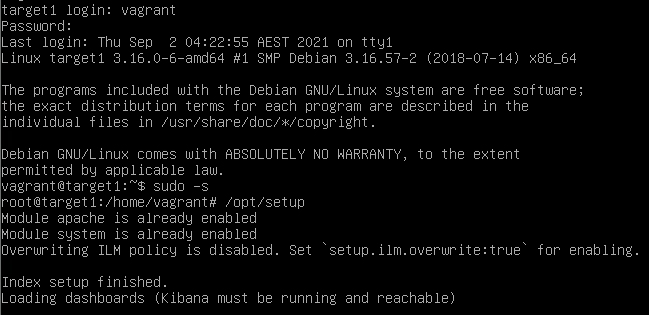 target1 login: vagrant
Password:
Last login: Thu Sep  2 04:22:55 AEST 2021 on tty1
Linux target1 3.16.0-6-amd64 #1 SMP Debian 3.16.57-2 (2018-07-14) x86_64
The programs included with the Debian GNU/Linux system are free software;
the exact distribution terms for each program are described in the
individual files in /usr/share/doc/*/copyright.
Debian GNU/Linux comes with ABSOLUTELY NO WARRANTY, to the extent
permitted by applicable law.
vagrant@target1:~$ sudo -s
root@target1:/home/vagrant# /opt/setup
Module apache is already enabled
Module system is already enabled
Overwriting ILM policy is disabled. Set `setup.ilm.overwrite:true` for enabling.
Index setup finished.
Loading dashboards (Kibana must be running and reachable)